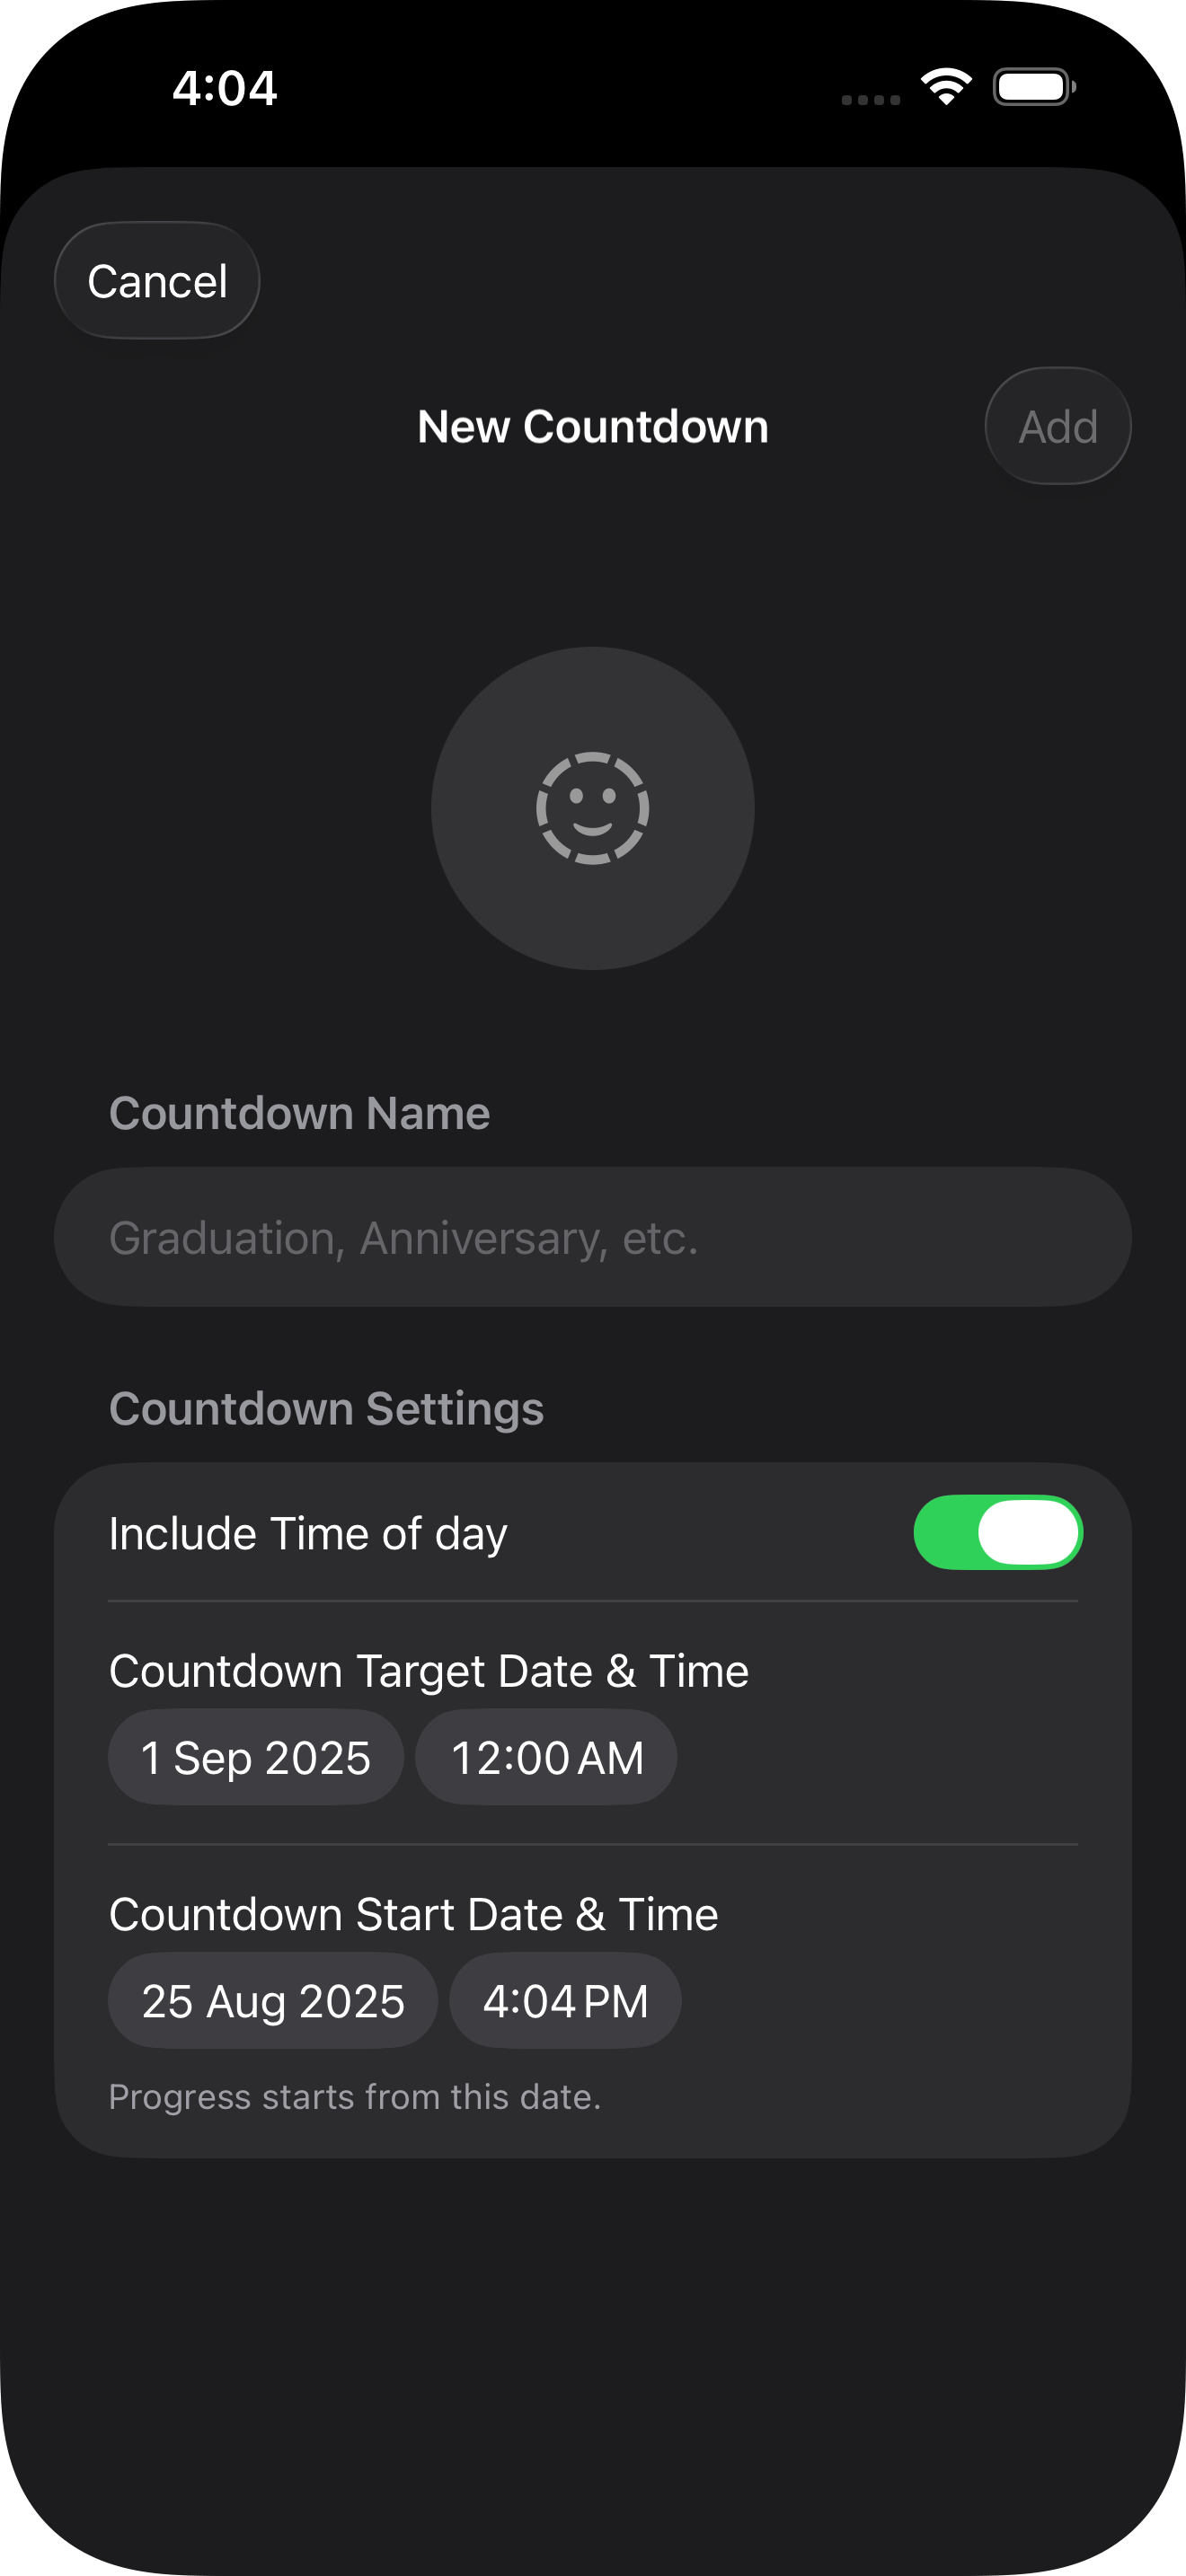 4:04
Cancel
New Countdown
Add
Countdown Name
Graduation, Anniversary, etc.
Countdown Settings
Include Time of day
Countdown Target Date & Time
1 Sep 2025 12:00 AM
Countdown Start Date & Time
25 Aug 2025 4:04 PM
Progress starts from this date.